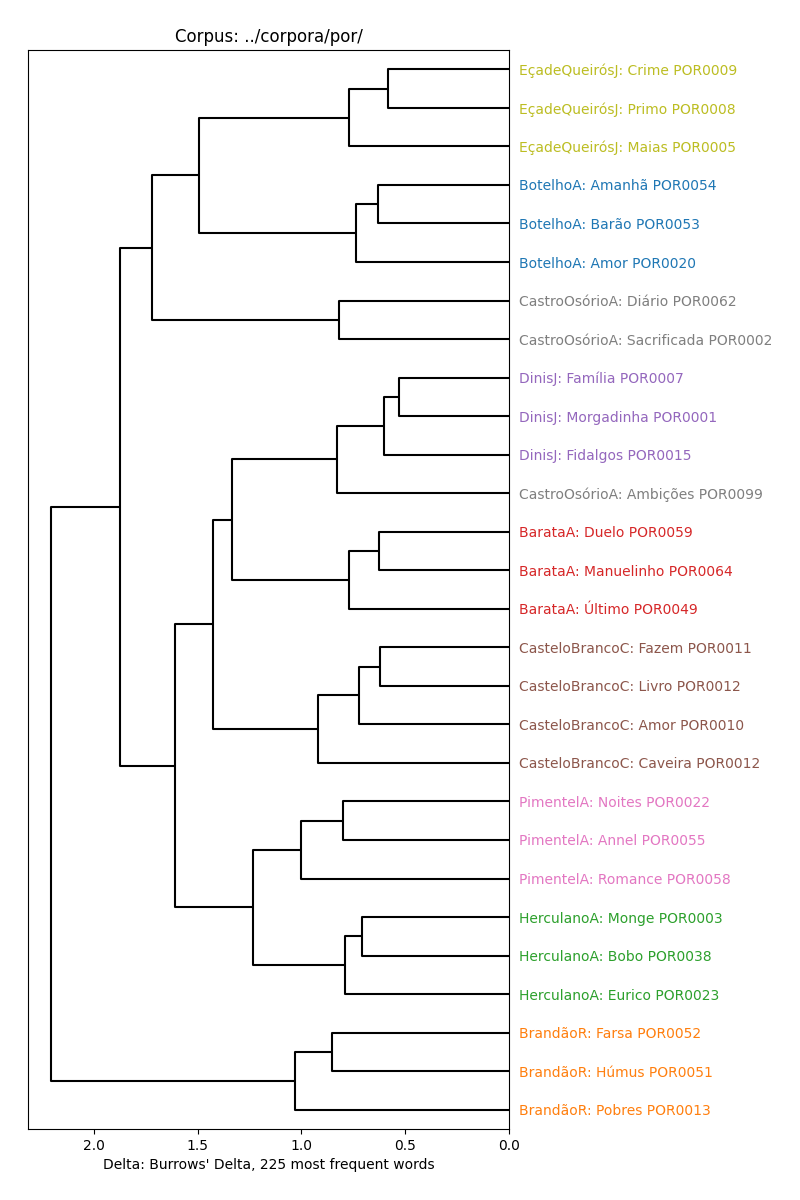 Corpus: ../corpora/por/
EçadeQueirósJ: Crime POR0009
EçadeQueirósJ: Primo POR0008
EçadeQueirósJ: Maias POR0005
BotelhoA: Amanhã POR0054
BotelhoA: Barão POR0053
BotelhoA: Amor POR0020
CastroOsórioA: Diário POR0062
CastroOsórioA: Sacrificada POR0002
DinisJ: Família POR0007
DinisJ: Morgadinha POR0001
DinisJ: Fidalgos POR0015
CastroOsórioA: Ambições POR0099
BarataA: Duelo POR0059
BarataA: Manuelinho POR0064
BarataA: Último POR0049
CasteloBrancoC: Fazem POR0011
CasteloBrancoC: Livro POR0012
CasteloBrancoC: Amor POR0010
CasteloBrancoC: Caveira POR0012
PimentelA: Noites POR0022
PimentelA: Annel POR0055
PimentelA: Romance POR0058
HerculanoA: Monge POR0003
HerculanoA: Bobo POR0038
HerculanoA: Eurico POR0023
BrandãoR: Farsa POR0052
BrandãoR: Húmus POR0051
BrandãoR: Pobres POR0013
2.0 1.5 1.0 0.5 0.0
Delta: Burrows' Delta, 225 most frequent words